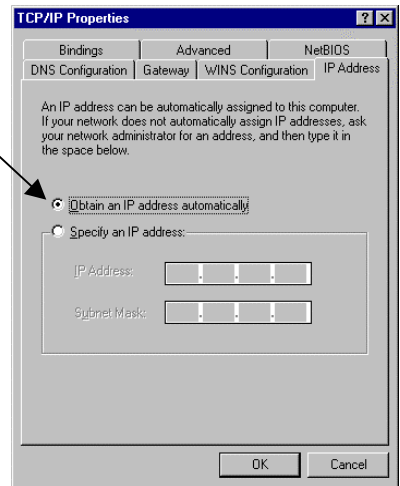 TCP/IP Properties
Bindings Advanced NetBIOS
DNS Configuration Gateway WINS Configuration IP Address
An IP address can be automatically assigned to this computer.
If your network does not automatically assign IP addresses, ask
your network administrator for an address, and then type it in
the space below.
Obtain an IP address automatically
Specify an IP address:
IP Address:
Subnet Mask:
OK Cancel